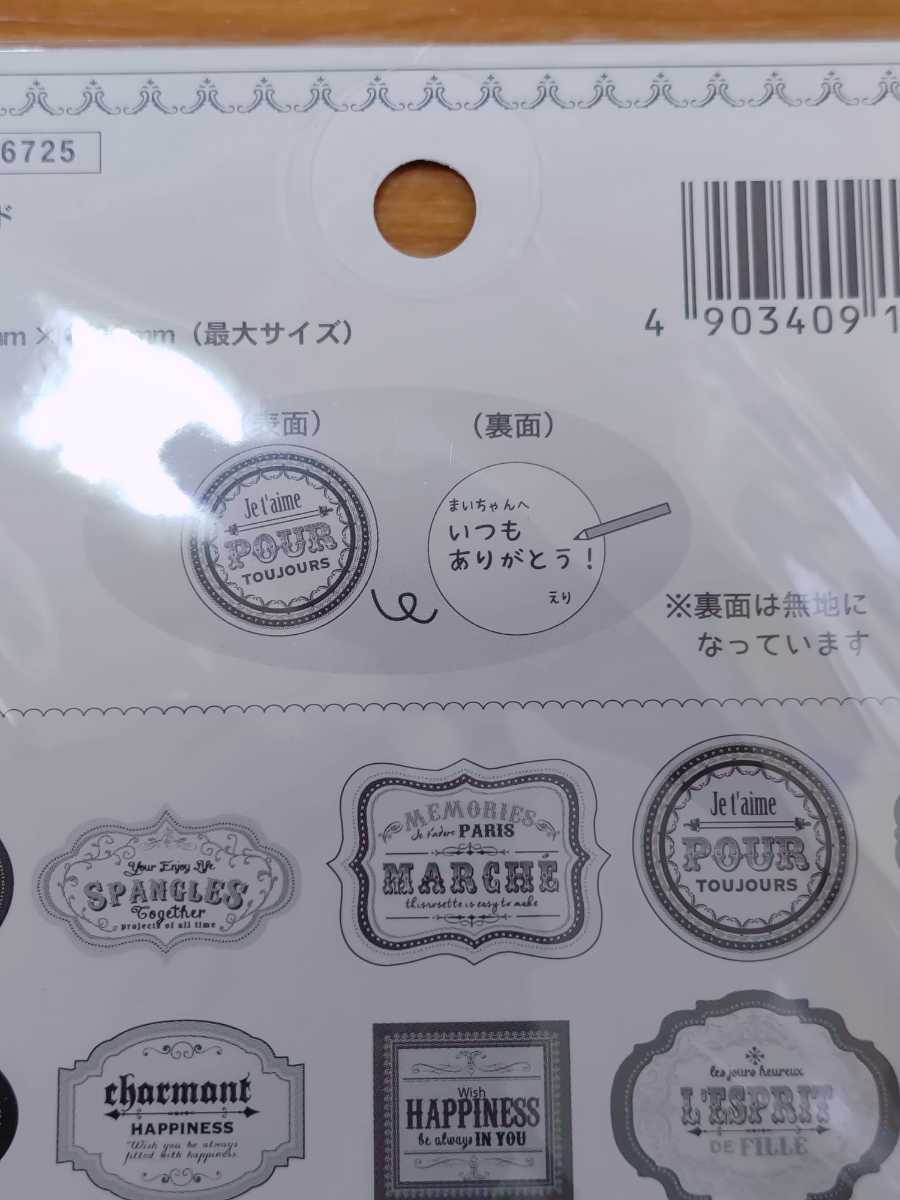 6725
ド
mm × mm（最大サイズ）
4 903409 1
（表面）
（裏面）
Je t'aime
POUR
TOUJOURS
まいちゃんへ
いつも
ありがとう！
えり
※裏面は無地に
なっています
Your Enjoy Life
SPANGLES
Together
projects of all time
MEMORIES
Je t'adore PARIS
MARCHÉ
this rosette is easy to make
Je t'aime
POUR
TOUJOURS
charmant
HAPPINESS
Wish you be always
filled with happiness
Wish
HAPPINESS
be always IN YOU
les jours heureux
L'ESPRIT
DE FILLE